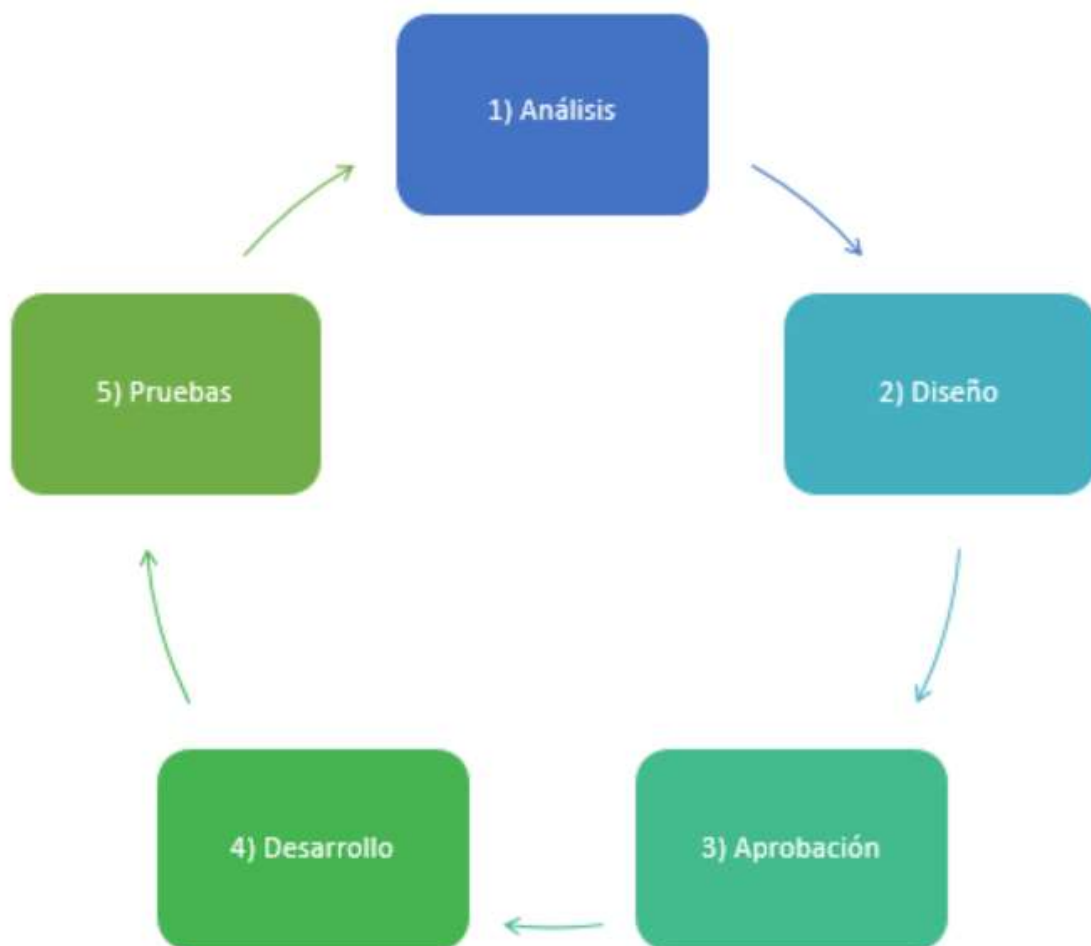 1) Análisis
2) Diseño
3) Aprobación
4) Desarrollo
5) Pruebas